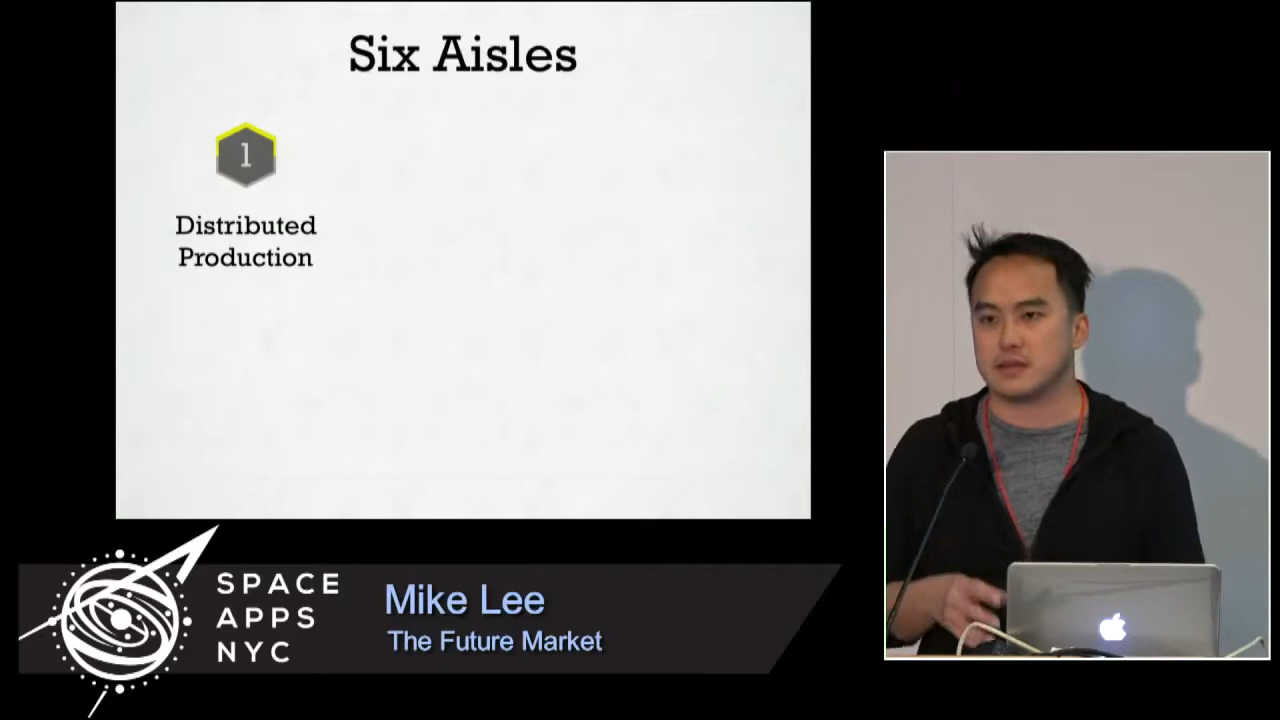 Six Aisles
1
Distributed
Production
SPACE
APPS
NYC
Mike Lee
The Future Market